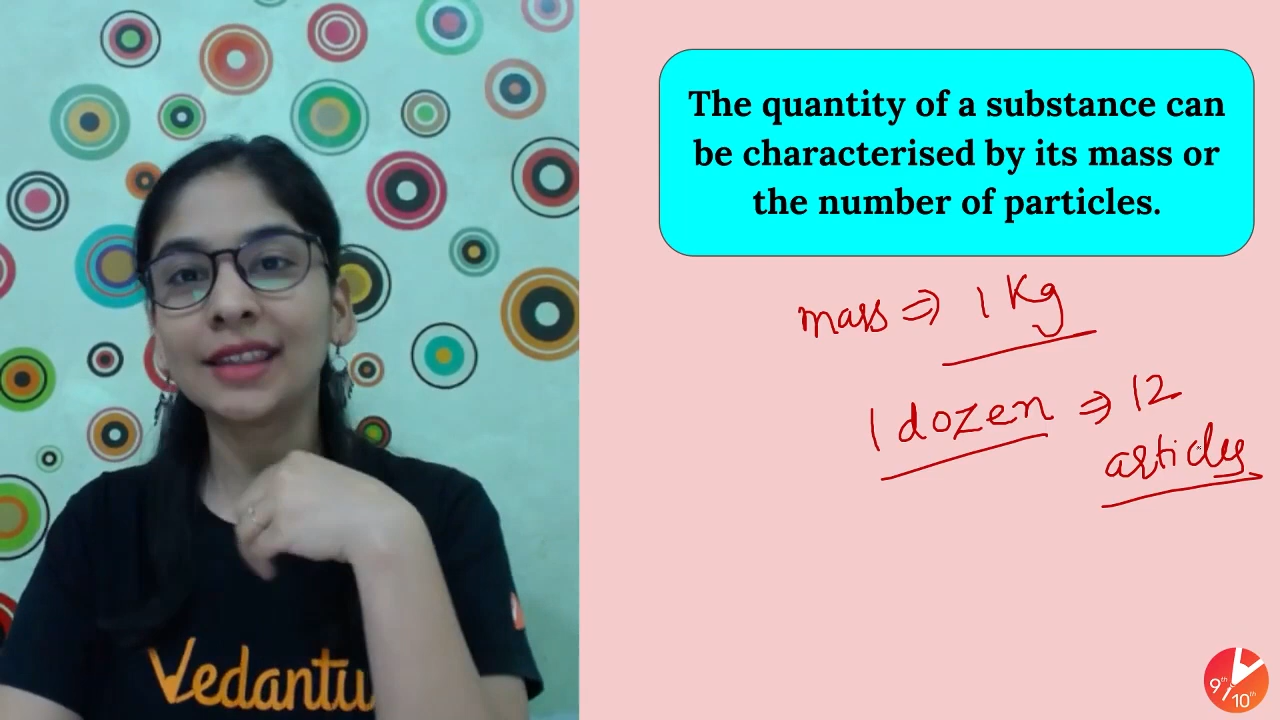 The quantity of a substance can
be characterised by its mass or
the number of particles.
mass ⇒ 1 Kg
1 dozen ⇒ 12
articles
Vedantu
9th 10th